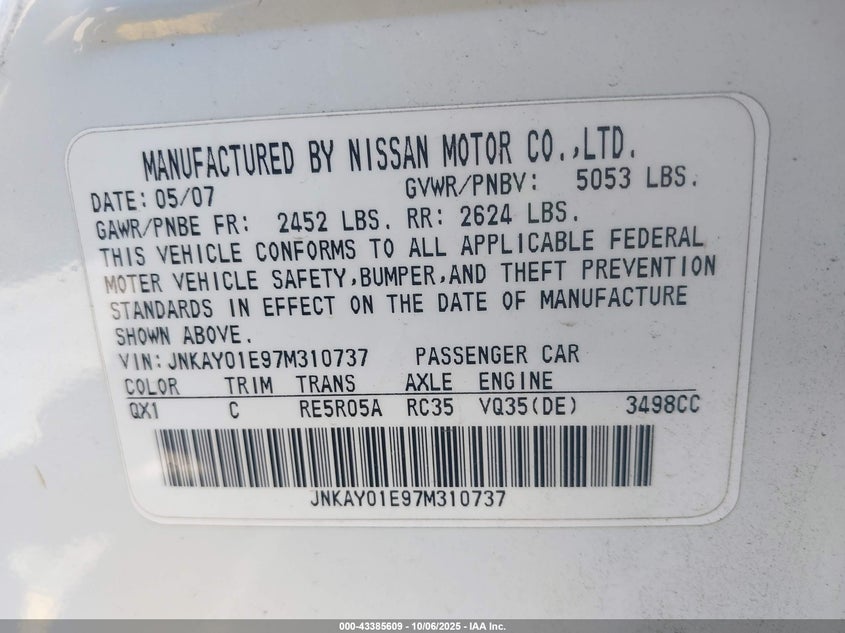 MANUFACTURED BY NISSAN MOTOR CO.,LTD.
DATE: 05/07 GVWR/PNBV: 5053 LBS.
GAWR/PNBE FR: 2452 LBS. RR: 2624 LBS.
THIS VEHICLE CONFORMS TO ALL APPLICABLE FEDERAL
MOTER VEHICLE SAFETY,BUMPER,AND THEFT PREVENTION
STANDARDS IN EFFECT ON THE DATE OF MANUFACTURE
SHOWN ABOVE.
VIN: JNKAY01E97M310737 PASSENGER CAR
COLOR TRIM TRANS AXLE ENGINE
QX1 C RE5R05A RC35 VQ35(DE) 3498CC
JNKAY01E97M310737
000-43385609 - 10/06/2025 - IAA Inc.